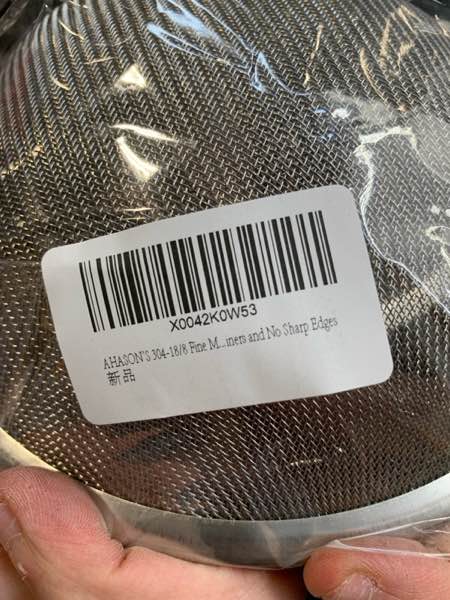 X0042K0W53
AHASON'S 304-18/8 Fine M...iners and No Sharp Edges
新品